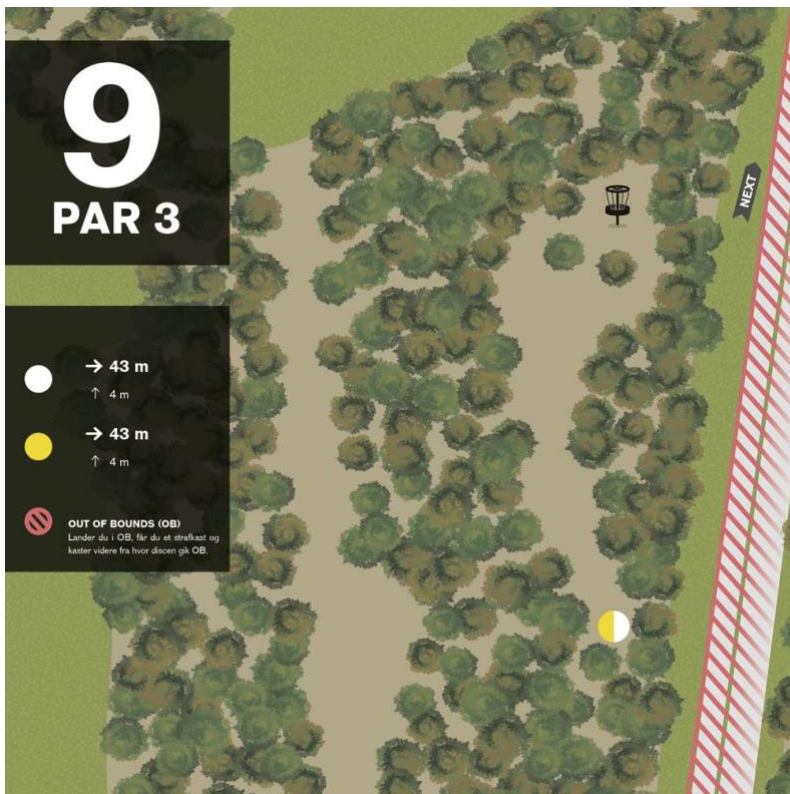 9
PAR 3
NEXT
→ 43 m
↑ 4 m
→ 43 m
↑ 4 m
OUT OF BOUNDS (OB)
Lander du i OB, får du et strafkast og
kaster videre fra hvor discen gik OB.